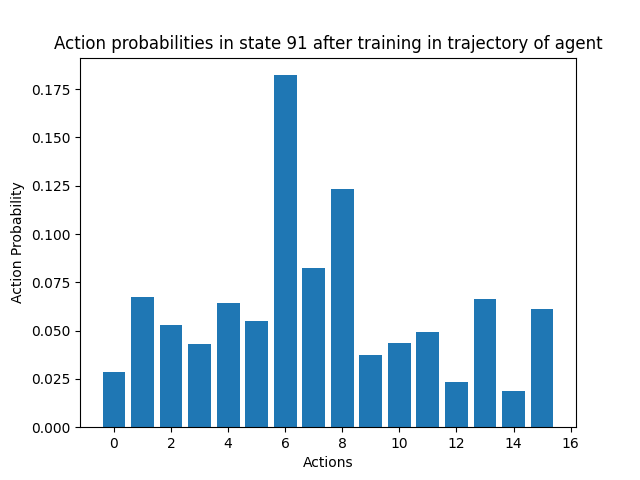 Action probabilities in state 91 after training in trajectory of agent
0.175
0.150
0.125
0.100
0.075
0.050
0.025
0.000
Action Probability
0 2 4 6 8 10 12 14 16
Actions